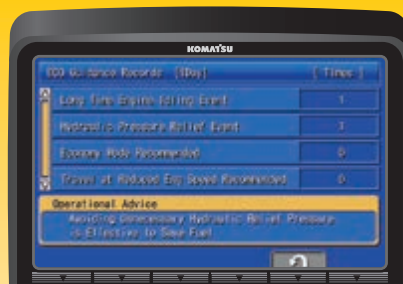 KOMATSU
ECO Guidance Records [1Day] [ Times ]
Long Time Engine Idling Event 1
Hydraulic Pressure Relief Event 3
Economy Mode Recommended 0
Travel at Reduced Eng Speed Recommended 0
Operational Advice
Avoiding Unnecessary Hydraulic Relief Pressure
is Effective to Save Fuel